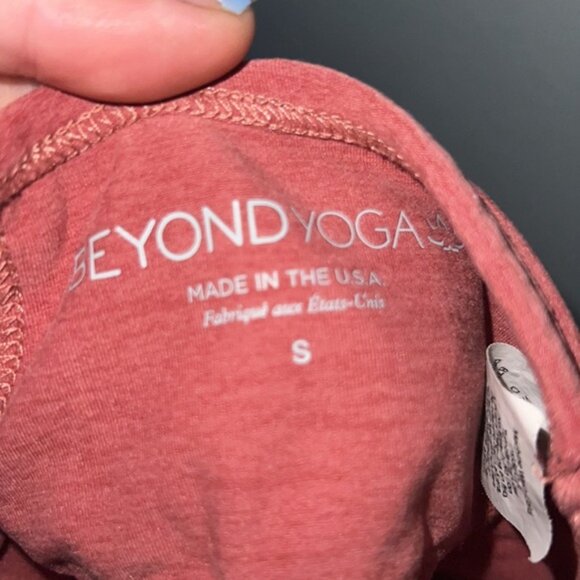 BEYOND YOGA
MADE IN THE U.S.A.
Fabriqué aux États-Unis
S